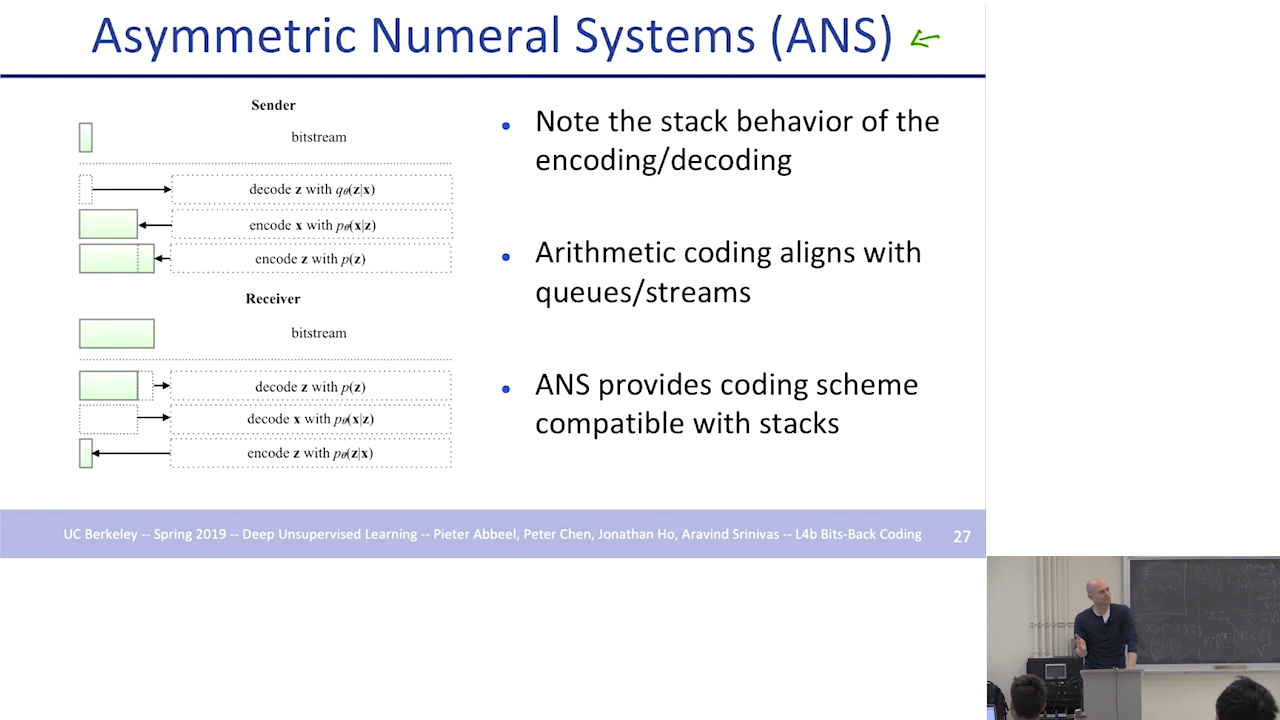 Asymmetric Numeral Systems (ANS)
Sender
bitstream
decode z with qθ(z|x)
encode x with pθ(x|z)
encode z with p(z)
Receiver
bitstream
decode z with p(z)
decode x with pθ(x|z)
encode z with pθ(z|x)
• Note the stack behavior of the
encoding/decoding
• Arithmetic coding aligns with
queues/streams
• ANS provides coding scheme
compatible with stacks
UC Berkeley -- Spring 2019 -- Deep Unsupervised Learning -- Pieter Abbeel, Peter Chen, Jonathan Ho, Aravind Srinivas -- L4b Bits-Back Coding 27